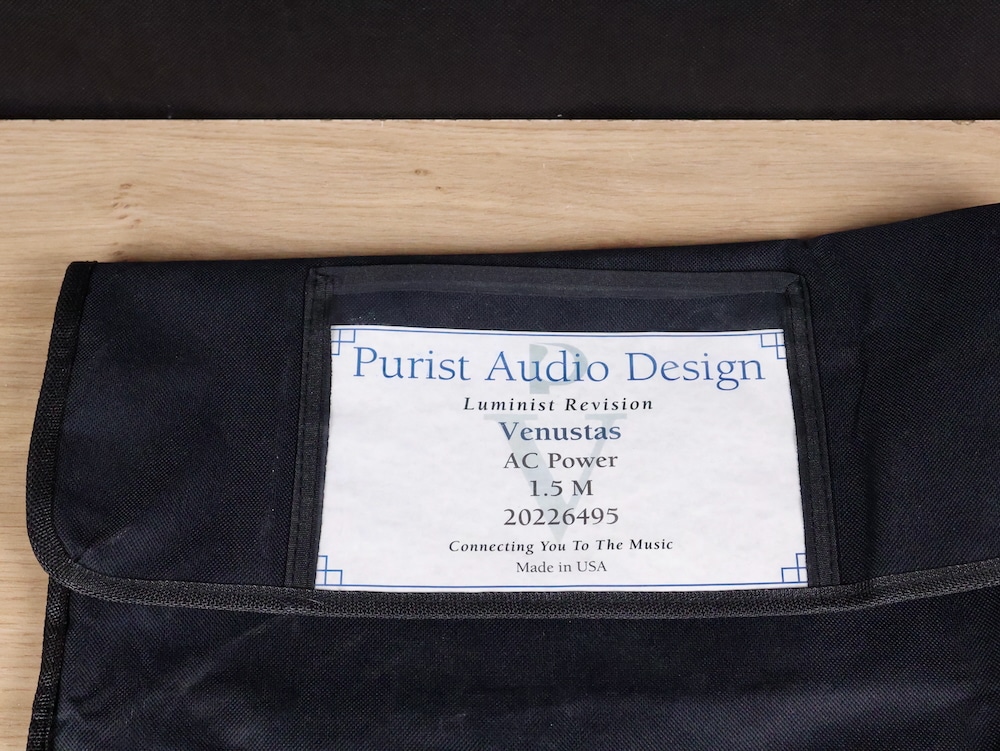 Purist Audio Design
Luminist Revision
Venustas
AC Power
1.5 M
20226495
Connecting You To The Music
Made in USA